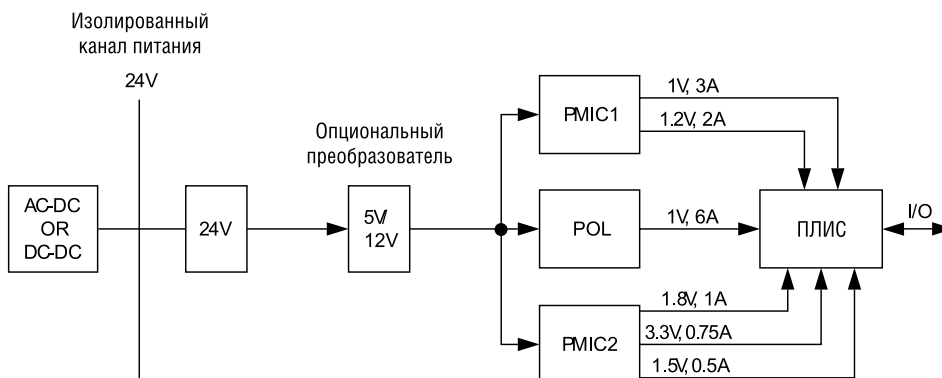 Изолированный
канал питания
24V
Опциональный
преобразователь
AC-DC
OR
DC-DC
24V
5V/
12V
PMIC1
1V, 3A
1.2V, 2A
POL
1V, 6A
ПЛИС
I/O
PMIC2
1.8V, 1A
3.3V, 0.75A
1.5V, 0.5A